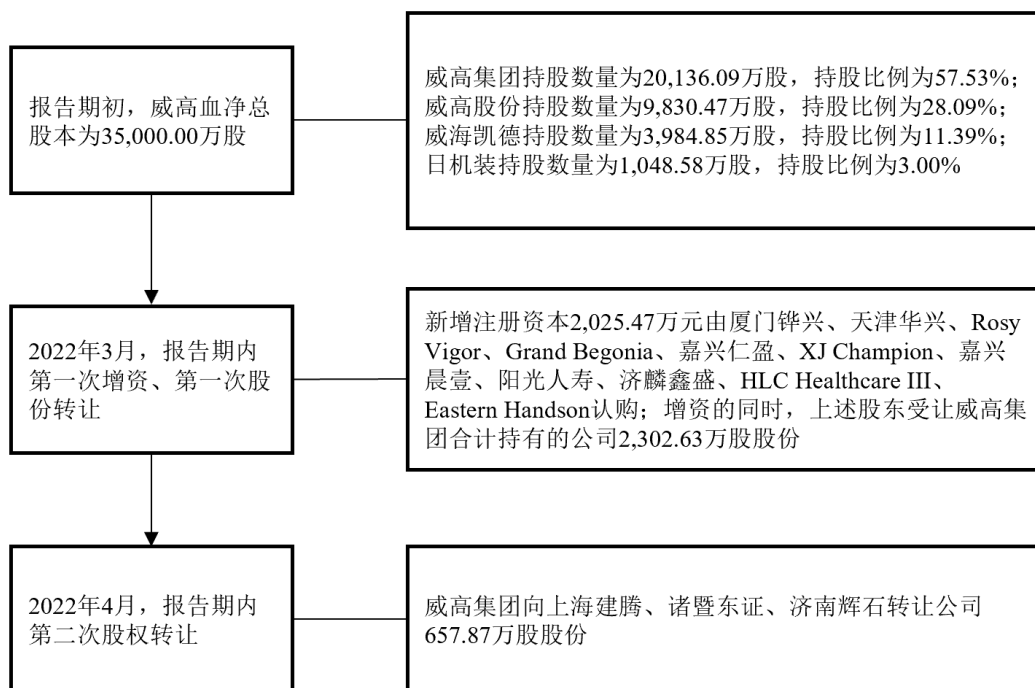 报告期初，威高血净总
股本为35,000.00万股
威高集团持股数量为20,136.09万股，持股比例为57.53%；
威高股份持股数量为9,830.47万股，持股比例为28.09%；
威海凯德持股数量为3,984.85万股，持股比例为11.39%；
日机装持股数量为1,048.58万股，持股比例为3.00%
2022年3月，报告期内
第一次增资、第一次股
份转让
新增注册资本2,025.47万元由厦门铧兴、天津华兴、Rosy
Vigor、Grand Begonia、嘉兴仁盈、XJ Champion、嘉兴
晨壹、阳光人寿、济麟鑫盛、HLC Healthcare III、
Eastern Handson认购；增资的同时，上述股东受让威高集
团合计持有的公司2,302.63万股股份
2022年4月，报告期内
第二次股权转让
威高集团向上海建腾、诸暨东证、济南辉石转让公司
657.87万股股份